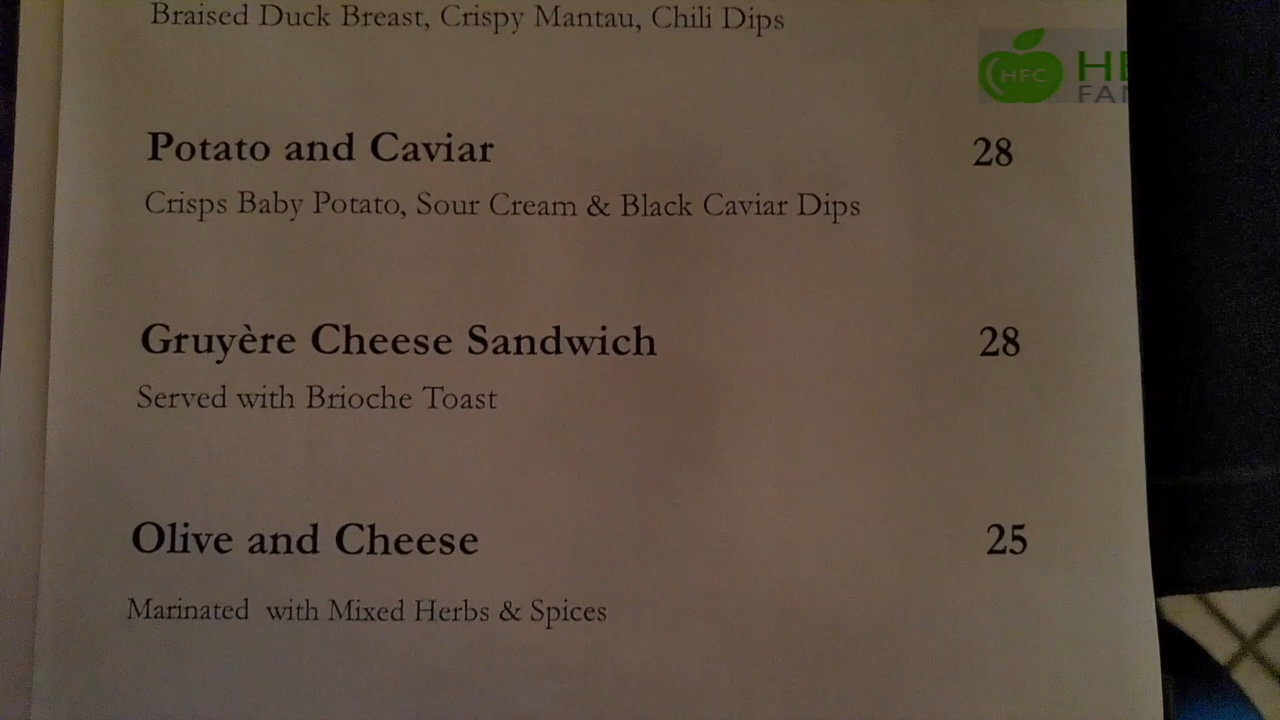 Braised Duck Breast, Crispy Mantau, Chili Dips
HFC
Potato and Caviar 28
Crisps Baby Potato, Sour Cream & Black Caviar Dips
Gruyère Cheese Sandwich 28
Served with Brioche Toast
Olive and Cheese 25
Marinated with Mixed Herbs & Spices